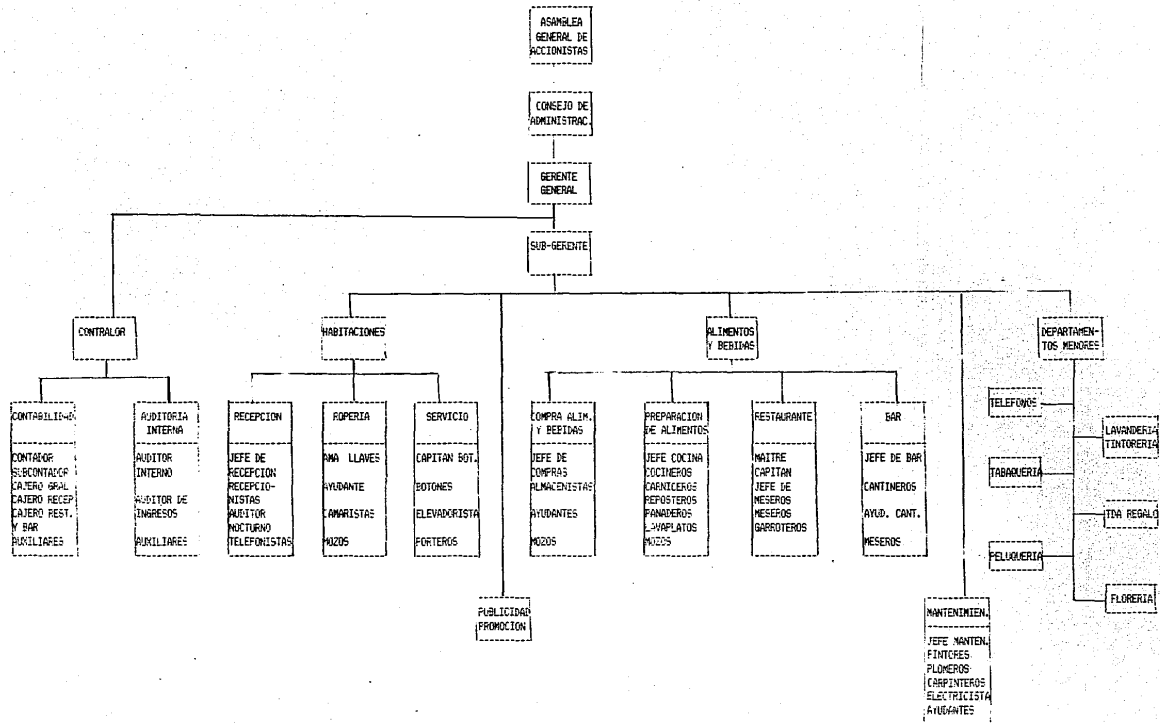 ASAMBLEA
GENERAL DE
ACCIONISTAS
CONSEJO DE
ADMINISTRAC.
GERENTE
GENERAL
SUB-GERENTE
CONTRALOR
HABITACIONES
ALIMENTOS
Y BEBIDAS
DEPARTAMEN-
TOS MENORES
CONTABILIDAD
CONTADOR
SUBCONTADOR
CAJERO GRAL
CAJERO RECEP
CAJERO REST.
Y BAR
AUXILIARES
AUDITORIA
INTERNA
AUDITOR
INTERNO
AUDITOR DE
INGRESOS
AUXILIARES
RECEPCION
JEFE DE
RECEPCION
RECEPCIO-
NISTAS
AUDITOR
NOCTURNO
TELEFONISTAS
ROPERIA
AMA LLAVES
AYUDANTE
CAMARISTAS
MOZOS
SERVICIO
CAPITAN BOT.
BOTONES
ELEVADORISTA
PORTEROS
COMPRA ALIM.
Y BEBIDAS
JEFE DE
COMPRAS
ALMACENISTAS
AYUDANTES
MOZOS
PREPARACION
DE ALIMENTOS
JEFE COCINA
COCINEROS
CARNICEROS
REPOSTEROS
PANADEROS
LAVAPLATOS
MOZOS
RESTAURANTE
MAITRE
CAPITAN
JEFE DE
MESEROS
MESEROS
GARROTEROS
BAR
JEFE DE BAR
CANTINEROS
AYUD. CANT.
MESEROS
TELEFONOS
LAVANDERIA
TINTORERIA
TABAQUERIA
TDA REGALO
PELUQUERIA
FLORERIA
PUBLICIDAD
PROMOCION
MANTENIMIEN.
JEFE MANTEN.
PINTORES
PLOMEROS
CARPINTEROS
ELECTRICISTA
AYUDANTES